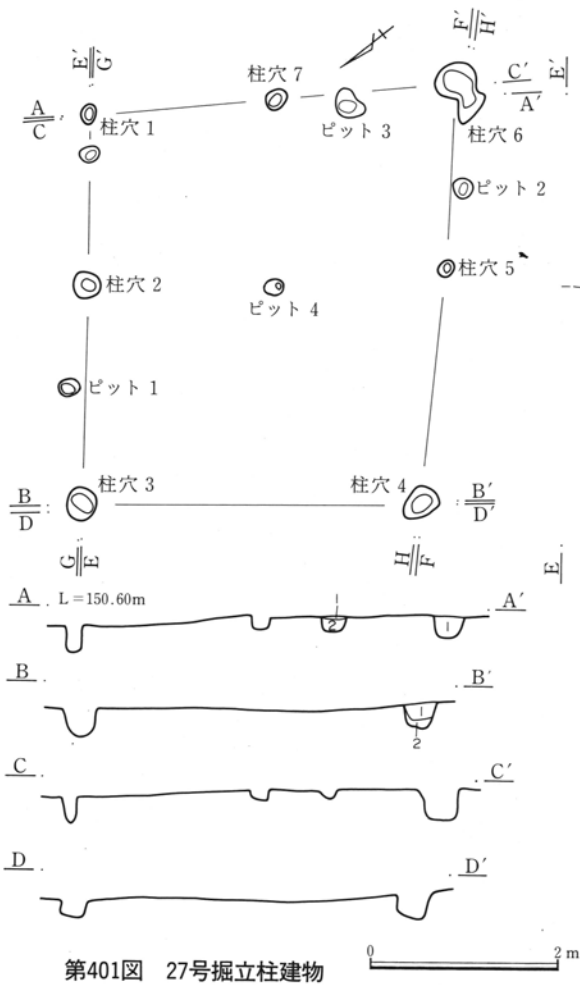 E′ G′
F′ H′
A
C
柱穴 1
柱穴 7
ピット 3
柱穴 6
C′
A′
E′
ピット 2
柱穴 2
柱穴 5
ピット 4
ピット 1
B
D
柱穴 3
柱穴 4
B′
D′
G E
H F
E
A L=150.60m 1 2 1 A′
B 1 2 B′
C C′
D D′
0 2 m
第401図 27号掘立柱建物